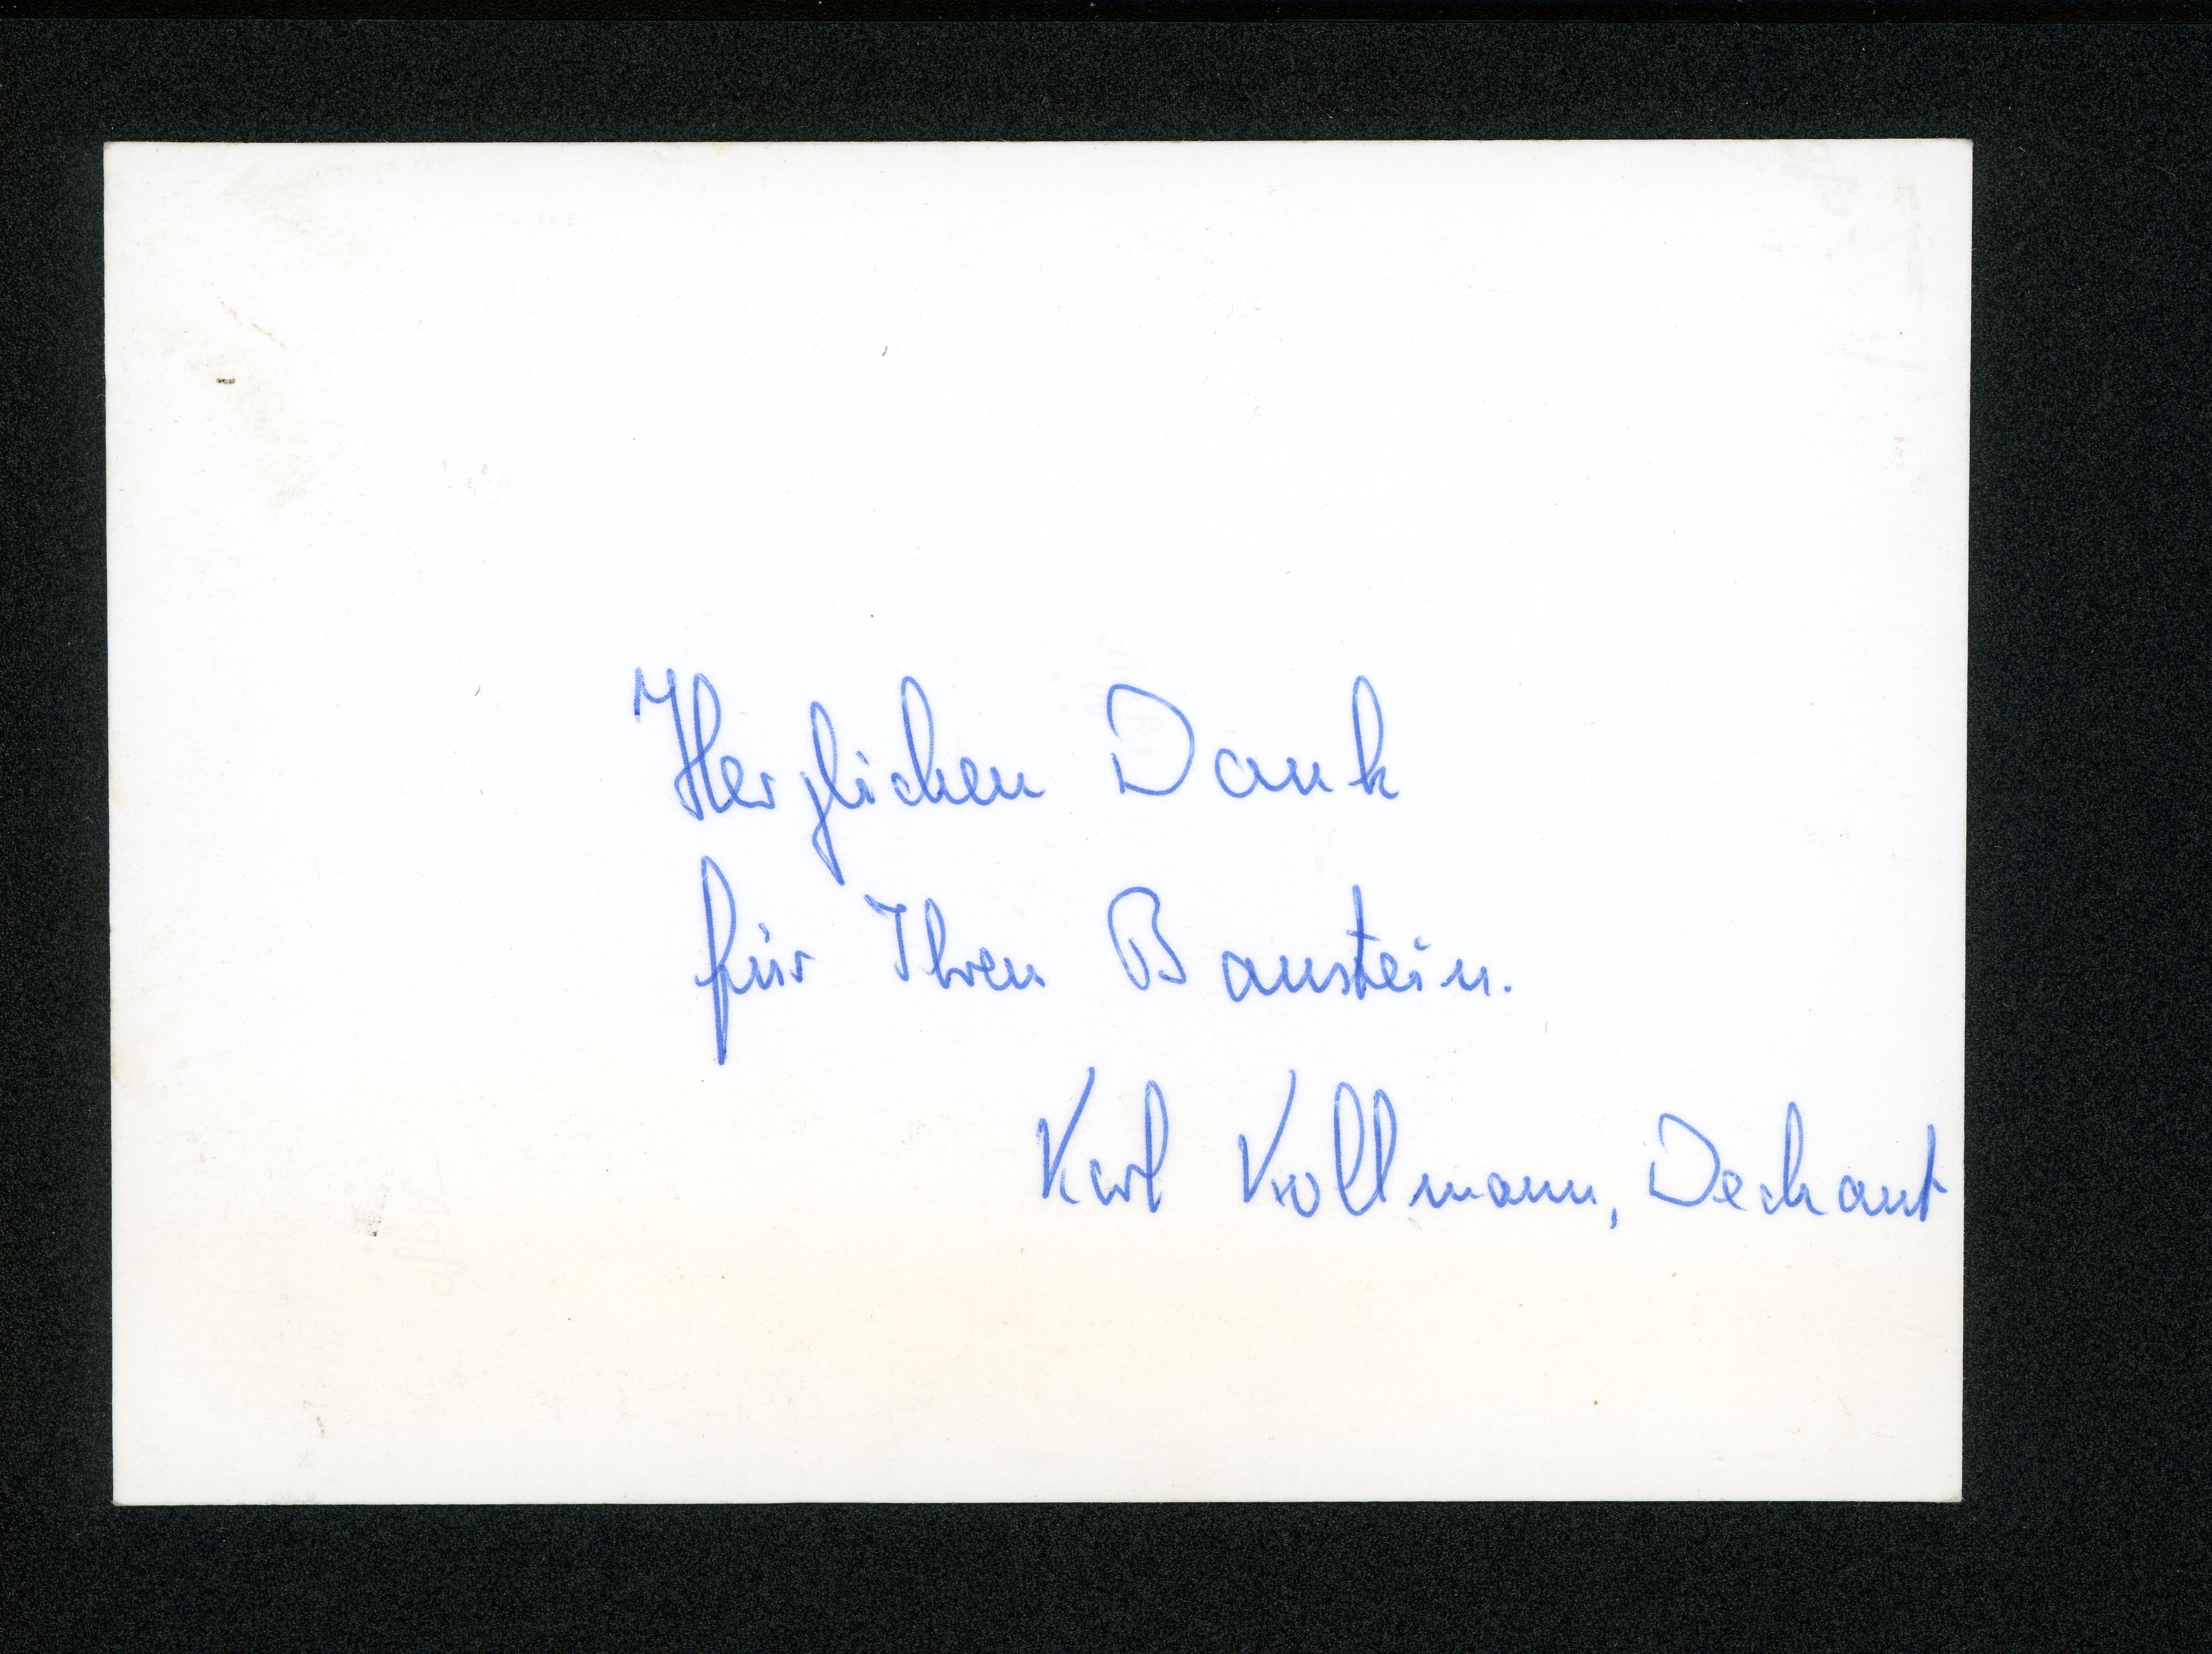 Herzlichen Dank
für Ihren Baustein.
Karl Kollmann, Dechant